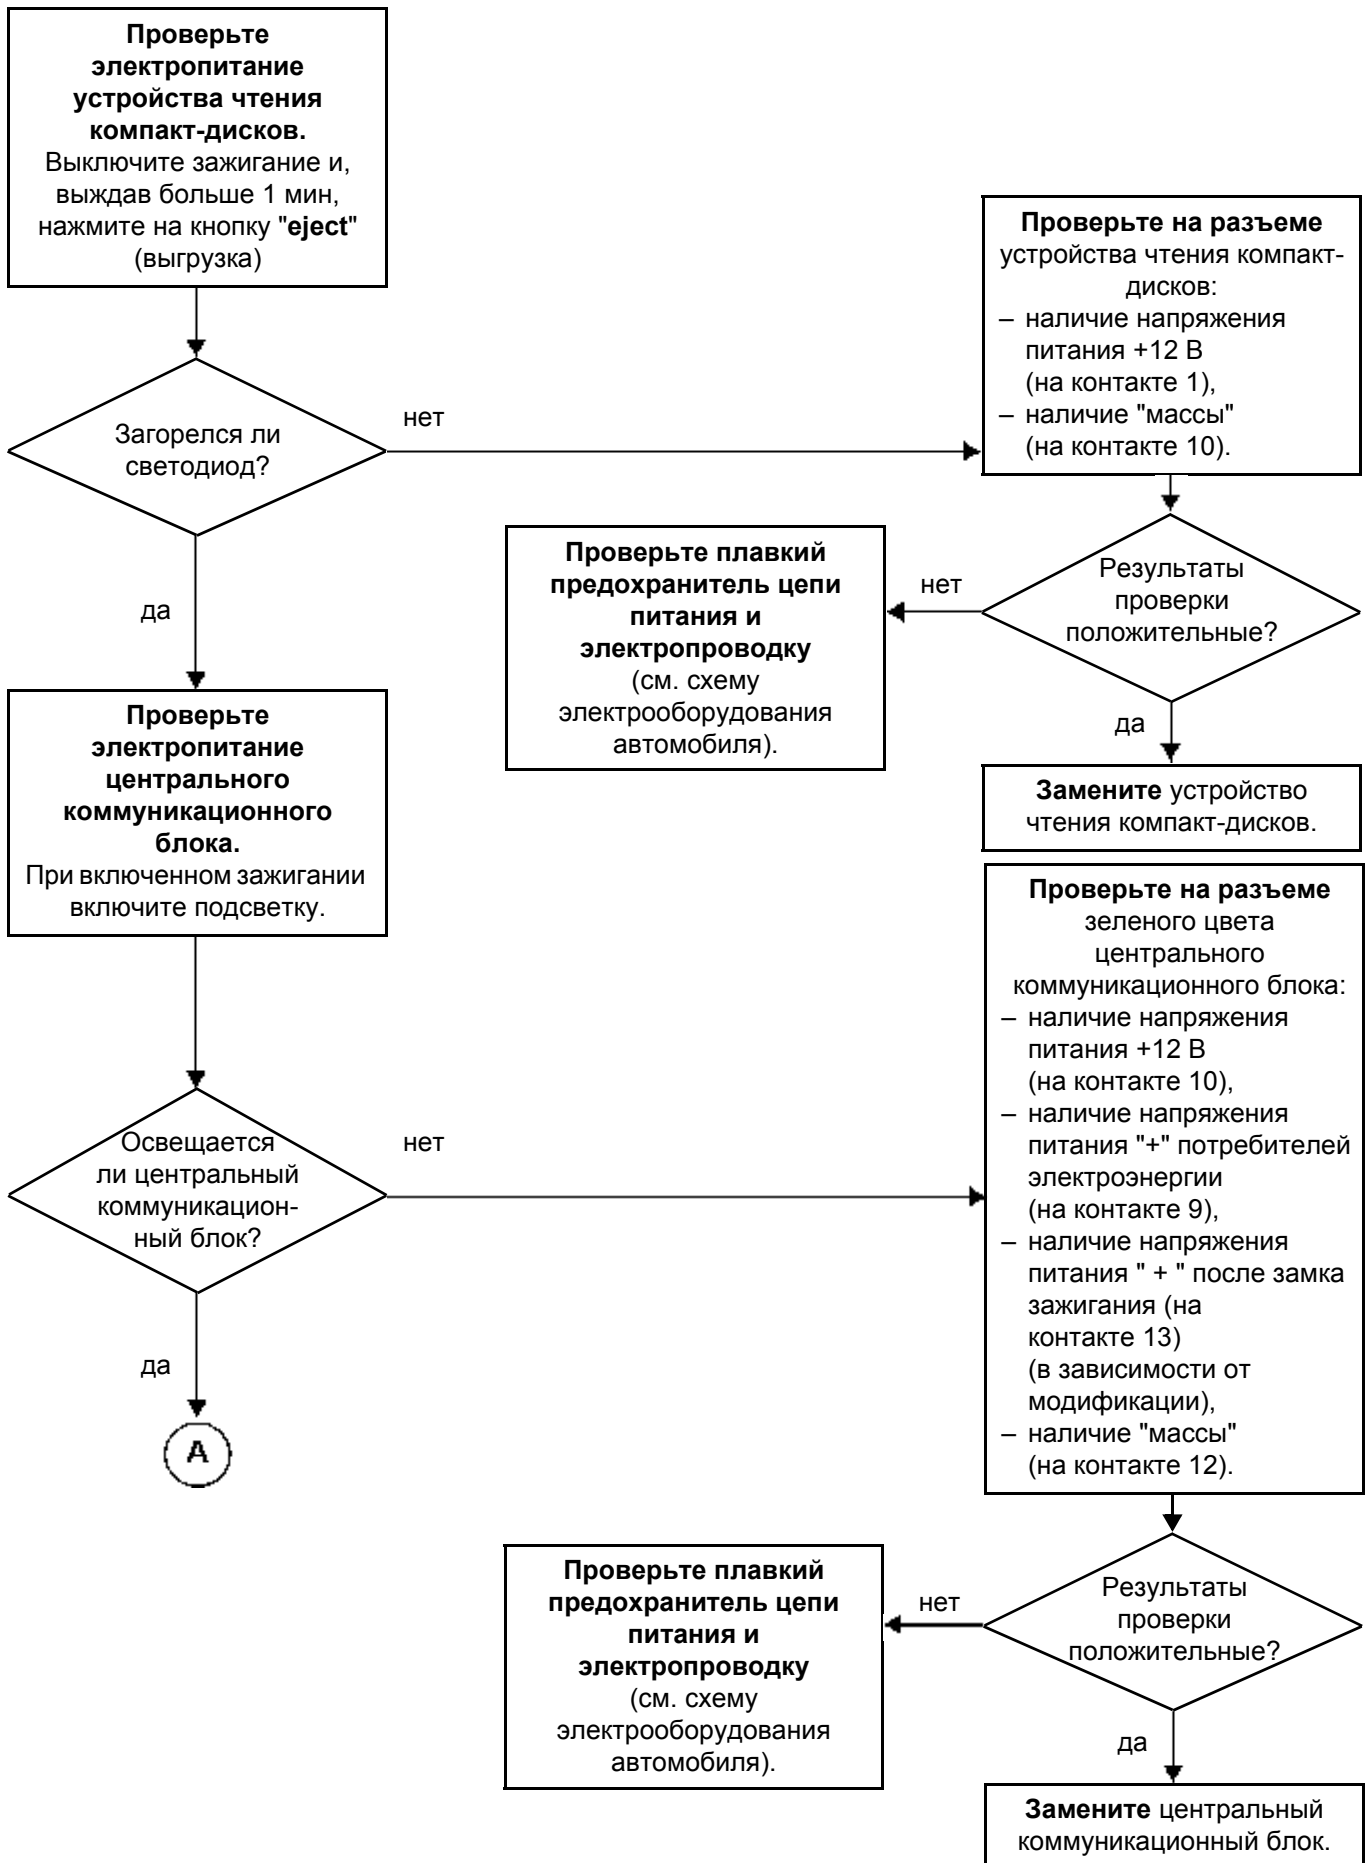 Проверьте
электропитание
устройства чтения
компакт-дисков.
Выключите зажигание и,
выждав больше 1 мин,
нажмите на кнопку "eject"
(выгрузка)
Загорелся ли
светодиод?
нет
Проверьте на разъеме
устройства чтения компакт-
дисков:
– наличие напряжения
питания +12 В
(на контакте 1),
– наличие "массы"
(на контакте 10).
Результаты
проверки
положительные?
нет
Проверьте плавкий
предохранитель цепи
питания и
электропроводку
(см. схему
электрооборудования
автомобиля).
да
Замените устройство
чтения компакт-дисков.
да
Проверьте
электропитание
центрального
коммуникационного
блока.
При включенном зажигании
включите подсветку.
Освещается
ли центральный
коммуникацион-
ный блок?
нет
Проверьте на разъеме
зеленого цвета
центрального
коммуникационного блока:
– наличие напряжения
питания +12 В
(на контакте 10),
– наличие напряжения
питания "+" потребителей
электроэнергии
(на контакте 9),
– наличие напряжения
питания " + " после замка
зажигания (на
контакте 13)
(в зависимости от
модификации),
– наличие "массы"
(на контакте 12).
да
А
Результаты
проверки
положительные?
нет
Проверьте плавкий
предохранитель цепи
питания и
электропроводку
(см. схему
электрооборудования
автомобиля).
да
Замените центральный
коммуникационный блок.